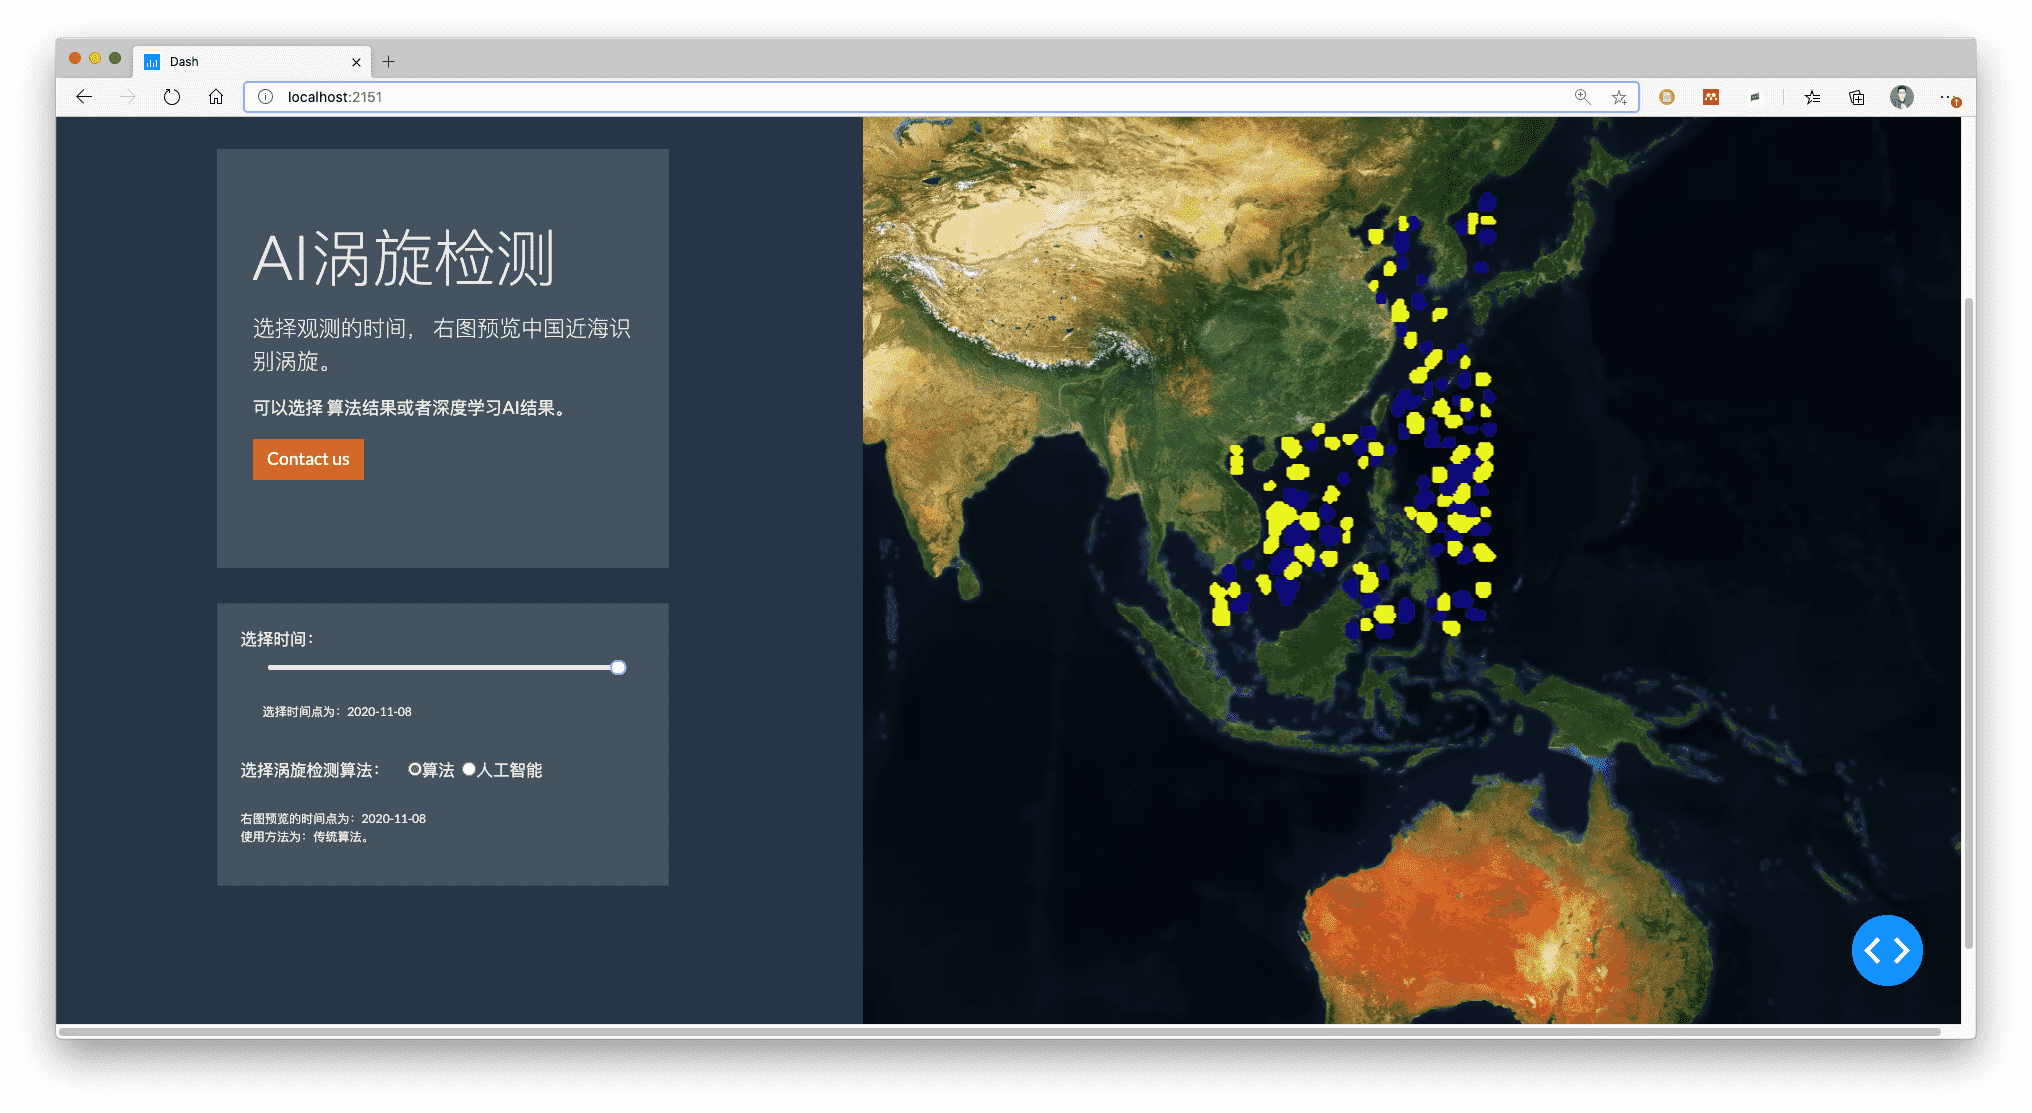 Dash
localhost:2151
AI涡旋检测
选择观测的时间， 右图预览中国近海识
别涡旋。
可以选择 算法结果或者深度学习AI结果。
Contact us
选择时间：
选择时间点为：2020-11-08
选择涡旋检测算法： 算法 人工智能
右图预览的时间点为：2020-11-08
使用方法为：传统算法。